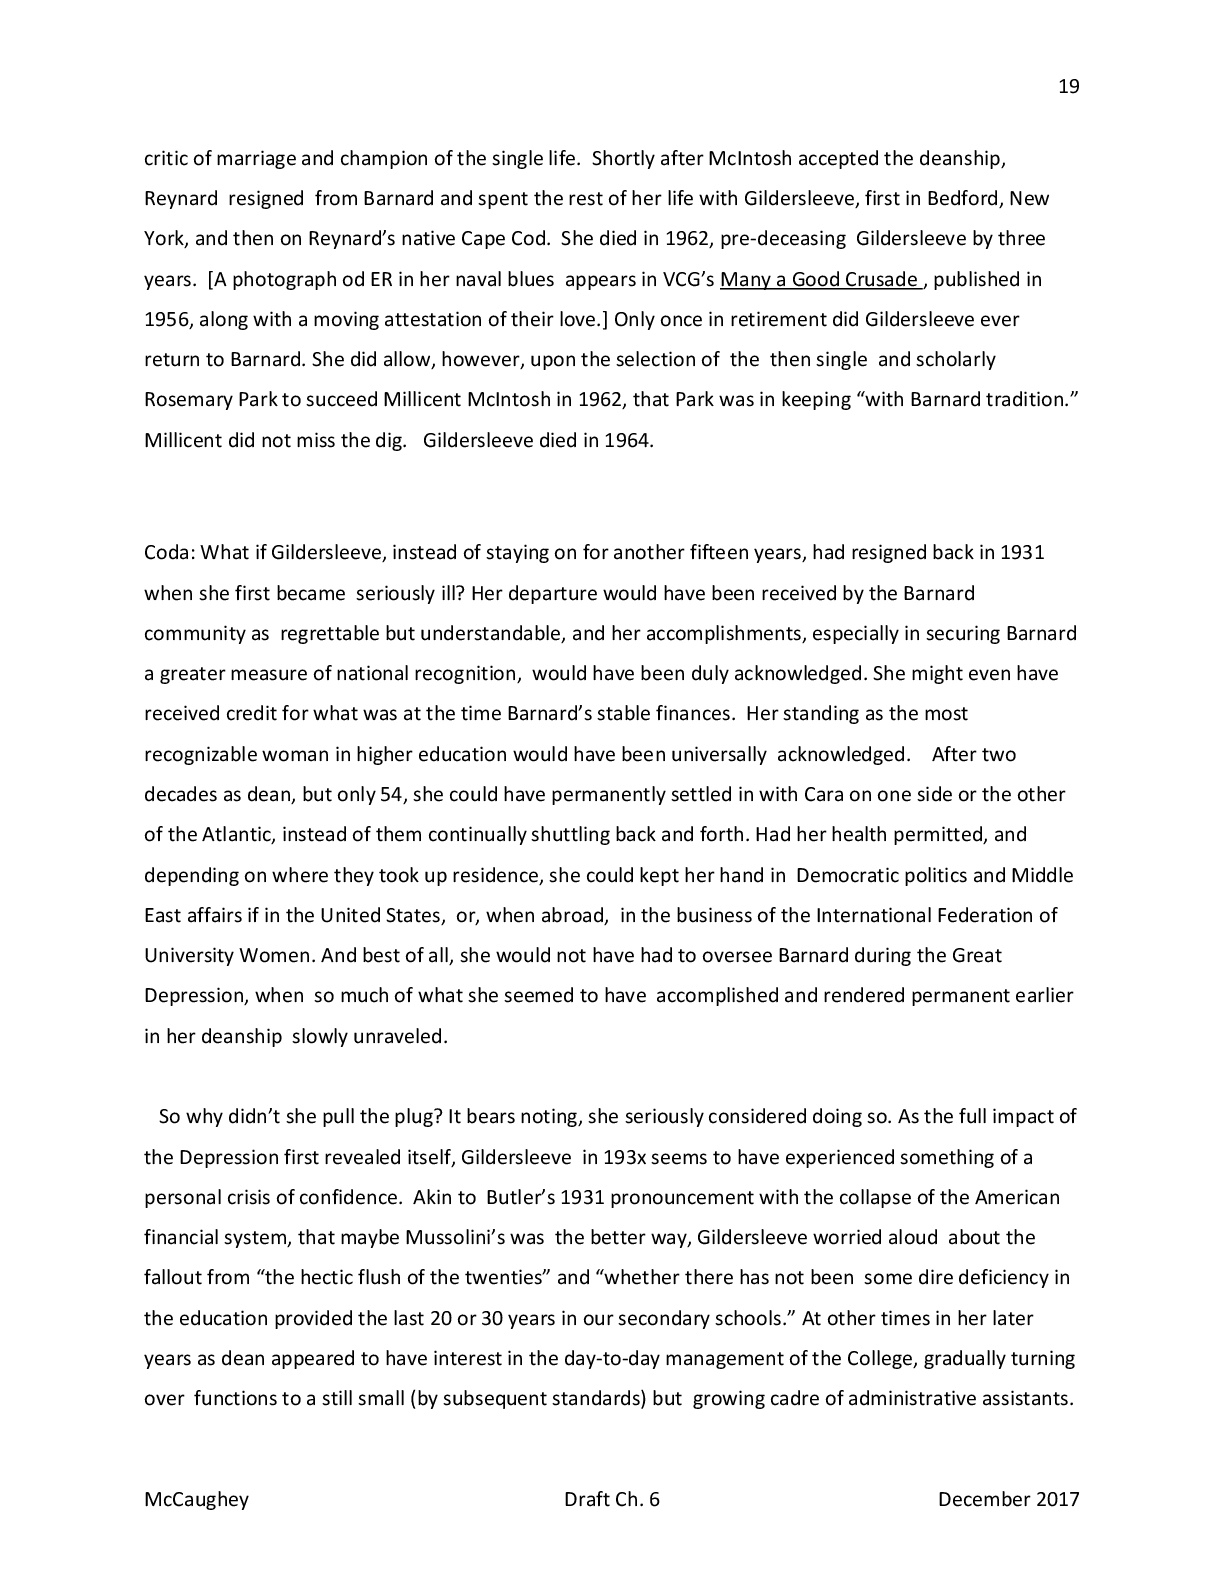 19
critic of marriage and champion of the single life.  Shortly after McIntosh accepted the deanship,
Reynard  resigned  from Barnard and spent the rest of her life with Gildersleeve, first in Bedford, New
York, and then on Reynard’s native Cape Cod.  She died in 1962, pre-deceasing  Gildersleeve by three
years.  [A photograph od ER in her naval blues  appears in VCG’s Many a Good Crusade , published in
1956, along with a moving attestation of their love.] Only once in retirement did Gildersleeve ever
return to Barnard. She did allow, however, upon the selection of  the  then single  and scholarly
Rosemary Park to succeed Millicent McIntosh in 1962, that Park was in keeping “with Barnard tradition.”
Millicent did not miss the dig.   Gildersleeve died in 1964.
Coda: What if Gildersleeve, instead of staying on for another fifteen years, had resigned back in 1931
when she first became  seriously ill? Her departure would have been received by the Barnard
community as  regrettable but understandable, and her accomplishments, especially in securing Barnard
a greater measure of national recognition,  would have been duly acknowledged. She might even have
received credit for what was at the time Barnard’s stable finances.  Her standing as the most
recognizable woman in higher education would have been universally  acknowledged.    After two
decades as dean, but only 54, she could have permanently settled in with Cara on one side or the other
of the Atlantic, instead of them continually shuttling back and forth. Had her health permitted, and
depending on where they took up residence, she could kept her hand in  Democratic politics and Middle
East affairs if in the United States,  or, when abroad,  in the business of the International Federation of
University Women. And best of all, she would not have had to oversee Barnard during the Great
Depression, when  so much of what she seemed to have  accomplished and rendered permanent earlier
in her deanship  slowly unraveled.
So why didn’t she pull the plug? It bears noting, she seriously considered doing so. As the full impact of
the Depression first revealed itself, Gildersleeve  in 193x seems to have experienced something of a
personal crisis of confidence.  Akin to  Butler’s 1931 pronouncement with the collapse of the American
financial system, that maybe Mussolini’s was  the better way, Gildersleeve worried aloud  about the
fallout from “the hectic flush of the twenties” and “whether there has not been  some dire deficiency in
the education provided the last 20 or 30 years in our secondary schools.” At other times in her later
years as dean appeared to have interest in the day-to-day management of the College, gradually turning
over  functions to a still small (by subsequent standards) but  growing cadre of administrative assistants.
McCaughey Draft Ch. 6 December 2017